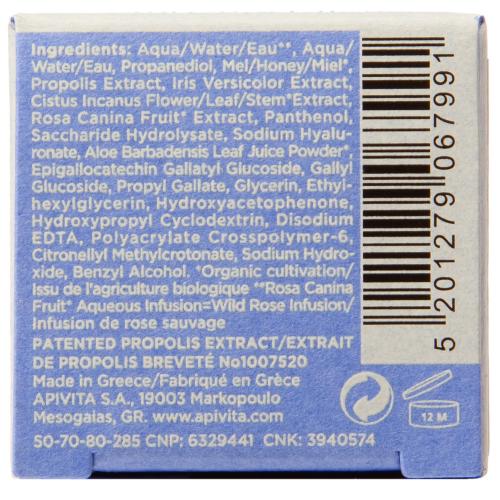 Ingredients: Aqua/Water/Eau**, Aqua/
Water/Eau, Propanediol, Mel/Honey/Miel*,
Propolis Extract, Iris Versicolor Extract,
Cistus Incanus Flower/Leaf/Stem*Extract,
Rosa Canina Fruit* Extract, Panthenol,
Saccharide Hydrolysate, Sodium Hyalu-
ronate, Aloe Barbadensis Leaf Juice Powder*,
Epigallocatechin Gallatyl Glucoside, Gallyl
Glucoside, Propyl Gallate, Glycerin, Ethyl-
hexylglycerin, Hydroxyacetophenone,
Hydroxypropyl Cyclodextrin, Disodium
EDTA, Polyacrylate Crosspolymer-6,
Citronellyl Methylcrotonate, Sodium Hydro-
xide, Benzyl Alcohol. *Organic cultivation/
Issu de l'agriculture biologique **Rosa Canina
Fruit* Aqueous Infusion=Wild Rose Infusion/
Infusion de rose sauvage
PATENTED PROPOLIS EXTRACT/EXTRAIT
DE PROPOLIS BREVETÉ No1007520
Made in Greece/Fabriqué en Grèce
APIVITA S.A., 19003 Markopoulo
Mesogaias, GR. www.apivita.com
SO-70-80-285 CNP: 6329441 CNK: 3940574
5 201279 067991
12 M